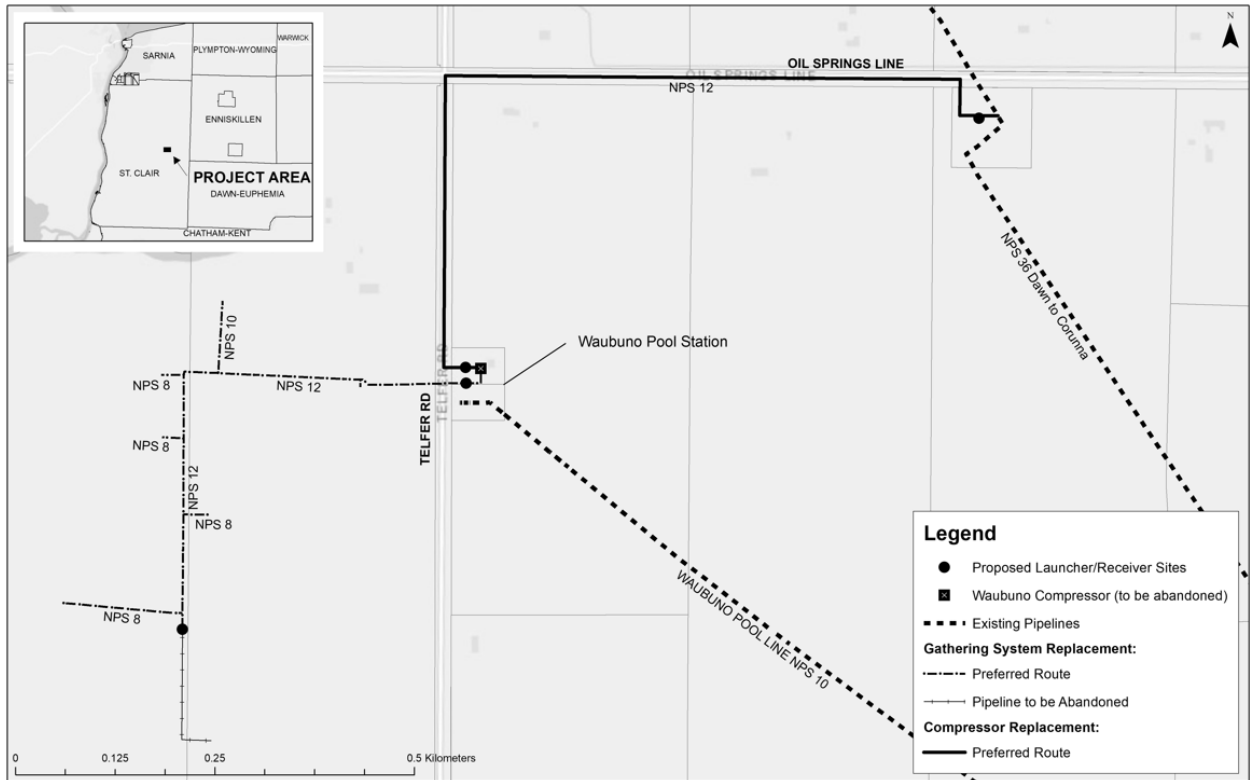 SARNIA
PLYMPTON-WYOMING
WARWICK
ENNISKILLEN
ST. CLAIR
PROJECT AREA
DAWN-EUPHEMIA
CHATHAM-KENT
N
OIL SPRINGS LINE
OIL SPRINGS LINE
NPS 12
NPS 36 Dawn to Corunna
Waubuno Pool Station
TELFER RD
TELFER RD
NPS 10
NPS 8
NPS 12
NPS 8
NPS 12
NPS 8
NPS 8
WAUBUNO POOL LINE NPS 10
0 0.125 0.25 0.5 Kilometers
Legend
Proposed Launcher/Receiver Sites
Waubuno Compressor (to be abandoned)
Existing Pipelines
Gathering System Replacement:
Preferred Route
Pipeline to be Abandoned
Compressor Replacement:
Preferred Route